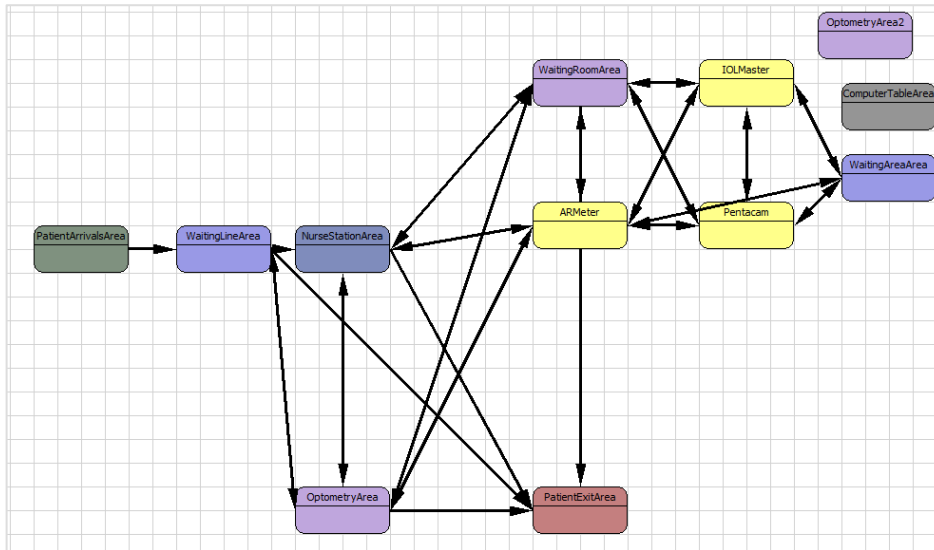 OptometryArea2
WaitingRoomArea
IOLMaster
ComputerTableArea
WaitingAreaArea
ARMeter
Pentacam
PatientArrivalsArea
WaitingLineArea
NurseStationArea
OptometryArea
PatientExitArea